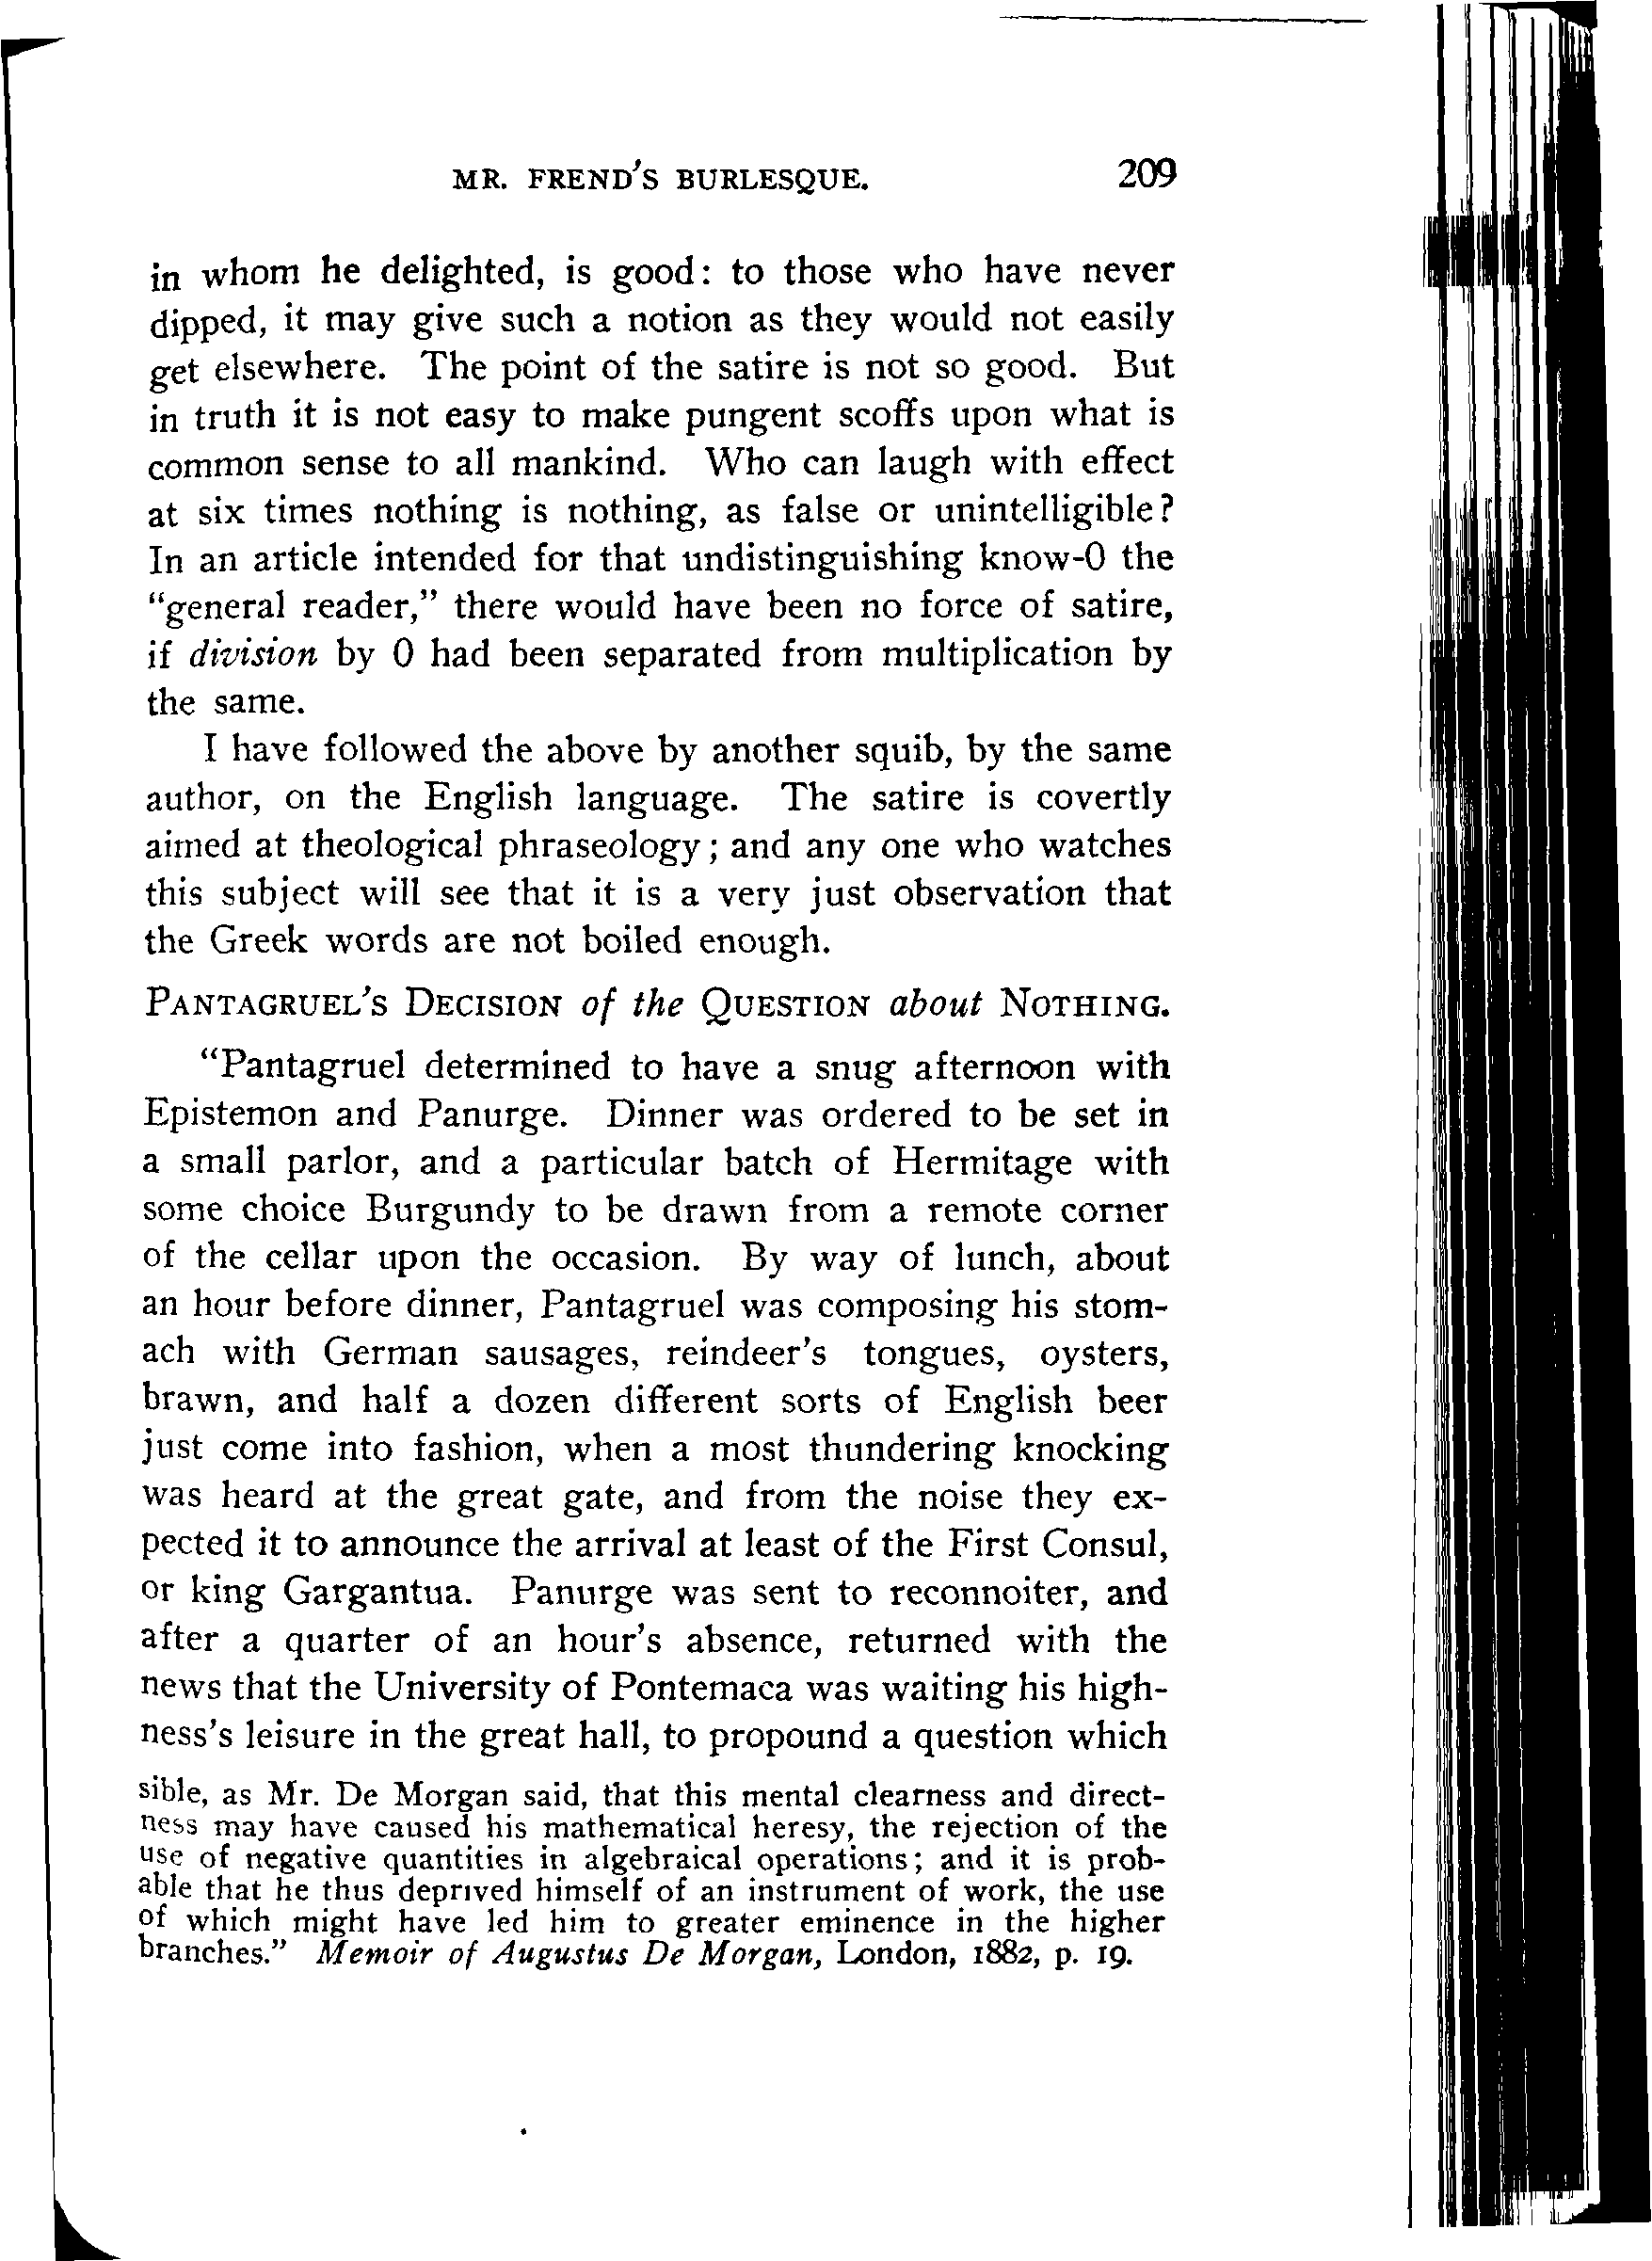 MR. FREND'S BURLESQUE. 209
in whom he delighted, is good: to those who have never
dipped, it may give such a notion as they would not easily
get elsewhere. The point of the satire is not so good. But
in truth it is not easy to make pungent scoffs upon what is
common sense to all mankind. Who can laugh with effect
at six times nothing is nothing, as false or unintelligible?
In an article intended for that undistinguishing know-0 the
"general reader," there would have been no force of satire,
if division by 0 had been separated from multiplication by
the same.
I have followed the above by another squib, by the same
author, on the English language. The satire is covertly
aimed at theological phraseology; and any one who watches
this subject will see that it is a very just observation that
the Greek words are not boiled enough.
PANTAGRUEL'S DECISION of the QUESTION about NOTHING.
"Pantagruel determined to have a snug afternoon with
Epistemon and Panurge. Dinner was ordered to be set in
a small parlor, and a particular batch of Hermitage with
some choice Burgundy to be drawn from a remote corner
of the cellar upon the occasion. By way of lunch, about
an hour before dinner, Pantagruel was composing his stom-
ach with German sausages, reindeer's tongues, oysters,
brawn, and half a dozen different sorts of English beer
just come into fashion, when a most thundering knocking
was heard at the great gate, and from the noise they ex-
pected it to announce the arrival at least of the First Consul,
or king Gargantua. Panurge was sent to reconnoiter, and
after a quarter of an hour's absence, returned with the
news that the University of Pontemaca was waiting his high-
ness's leisure in the great hall, to propound a question which
sible, as Mr. De Morgan said, that this mental clearness and direct-
ness may have caused his mathematical heresy, the rejection of the
use of negative quantities in algebraical operations; and it is prob-
able that he thus deprived himself of an instrument of work, the use
of which might have led him to greater eminence in the higher
branches." Memoir of Augustus De Morgan, London, 1882, p. 19.